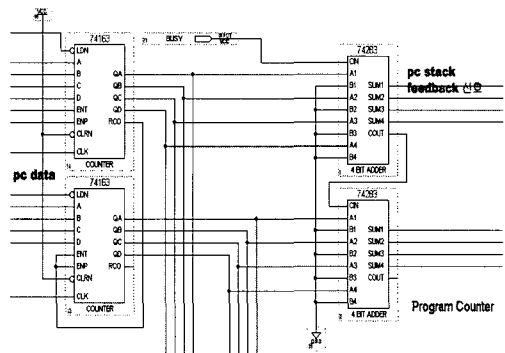 VCC
74163
LDN
A
B
C
D
ENT
ENP
CLRN
CLK
QA
QB
QC
QD
RCO
COUNTER
BUSY
INPUT
VCC
74283
CIN
A1
B1
A2
B2
A3
B3
A4
B4
SUM1
SUM2
SUM3
SUM4
COUT
4 BIT ADDER
pc stack
feedback 신호
pc data
74163
LDN
A
B
C
D
ENT
ENP
CLRN
CLK
QA
QB
QC
QD
RCO
COUNTER
74283
CIN
A1
B1
A2
B2
A3
B3
A4
B4
SUM1
SUM2
SUM3
SUM4
COUT
4 BIT ADDER
Program Counter
GND